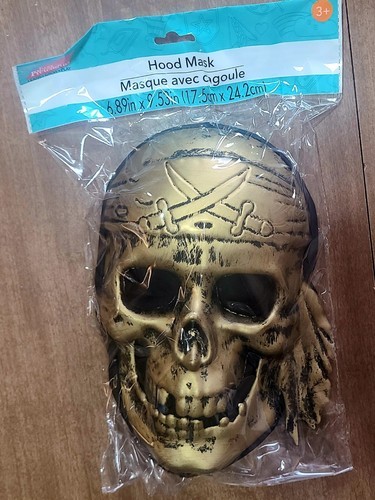 3+
Hood Mask
Masque avec cagoule
6.89in x 9.53in (17.5cm x 24.2cm)